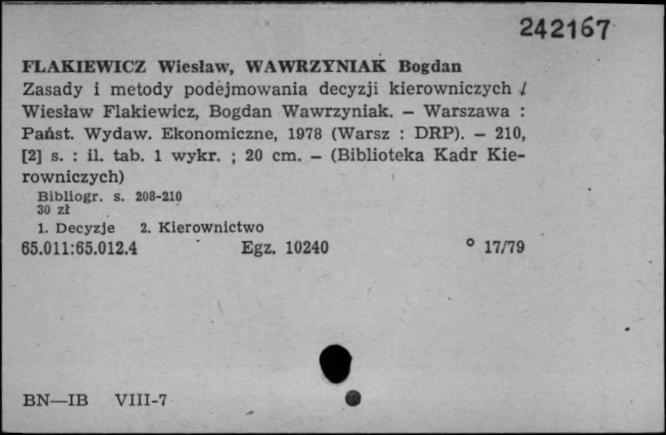 242167
FLAKIEWICZ Wiesław, WAWRZYNIAK Bogdan
Zasady i metody podejmowania decyzji kierowniczych /
Wiesław Flakiewicz, Bogdan Wawrzyniak. – Warszawa :
Państ. Wydaw. Ekonomiczne, 1978 (Warsz : DRP). – 210,
[2] s. : il. tab. 1 wykr. ; 20 cm. – (Biblioteka Kadr Kie-
rowniczych)
Bibliogr. s. 208-210
30 zł
1. Decyzje 2. Kierownictwo
65.011:65.012.4 Egz. 10240 ° 17/79
BN—IB VIII-7